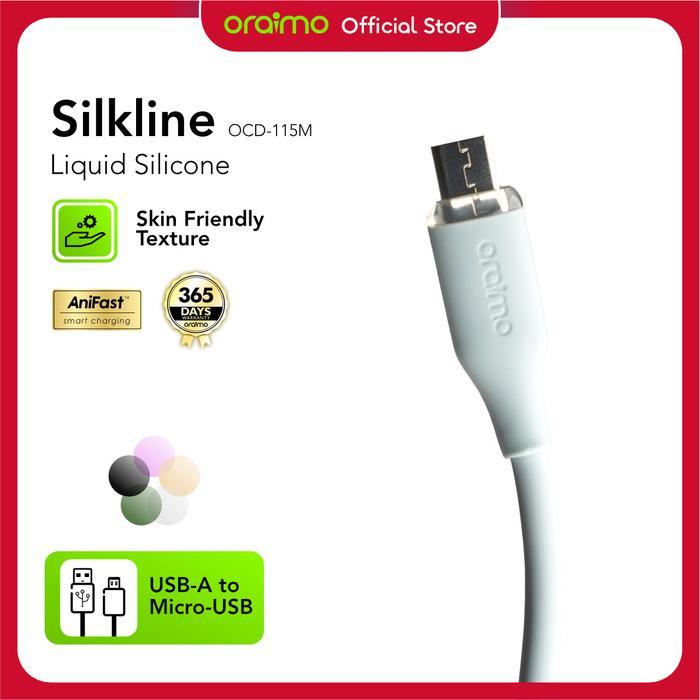 oraimo Official Store
Silkline OCD-115M
Liquid Silicone
Skin Friendly
Texture
AniFast™
smart charging
365
DAYS
WARRANTY
oraimo
oraimo
USB-A to
Micro-USB